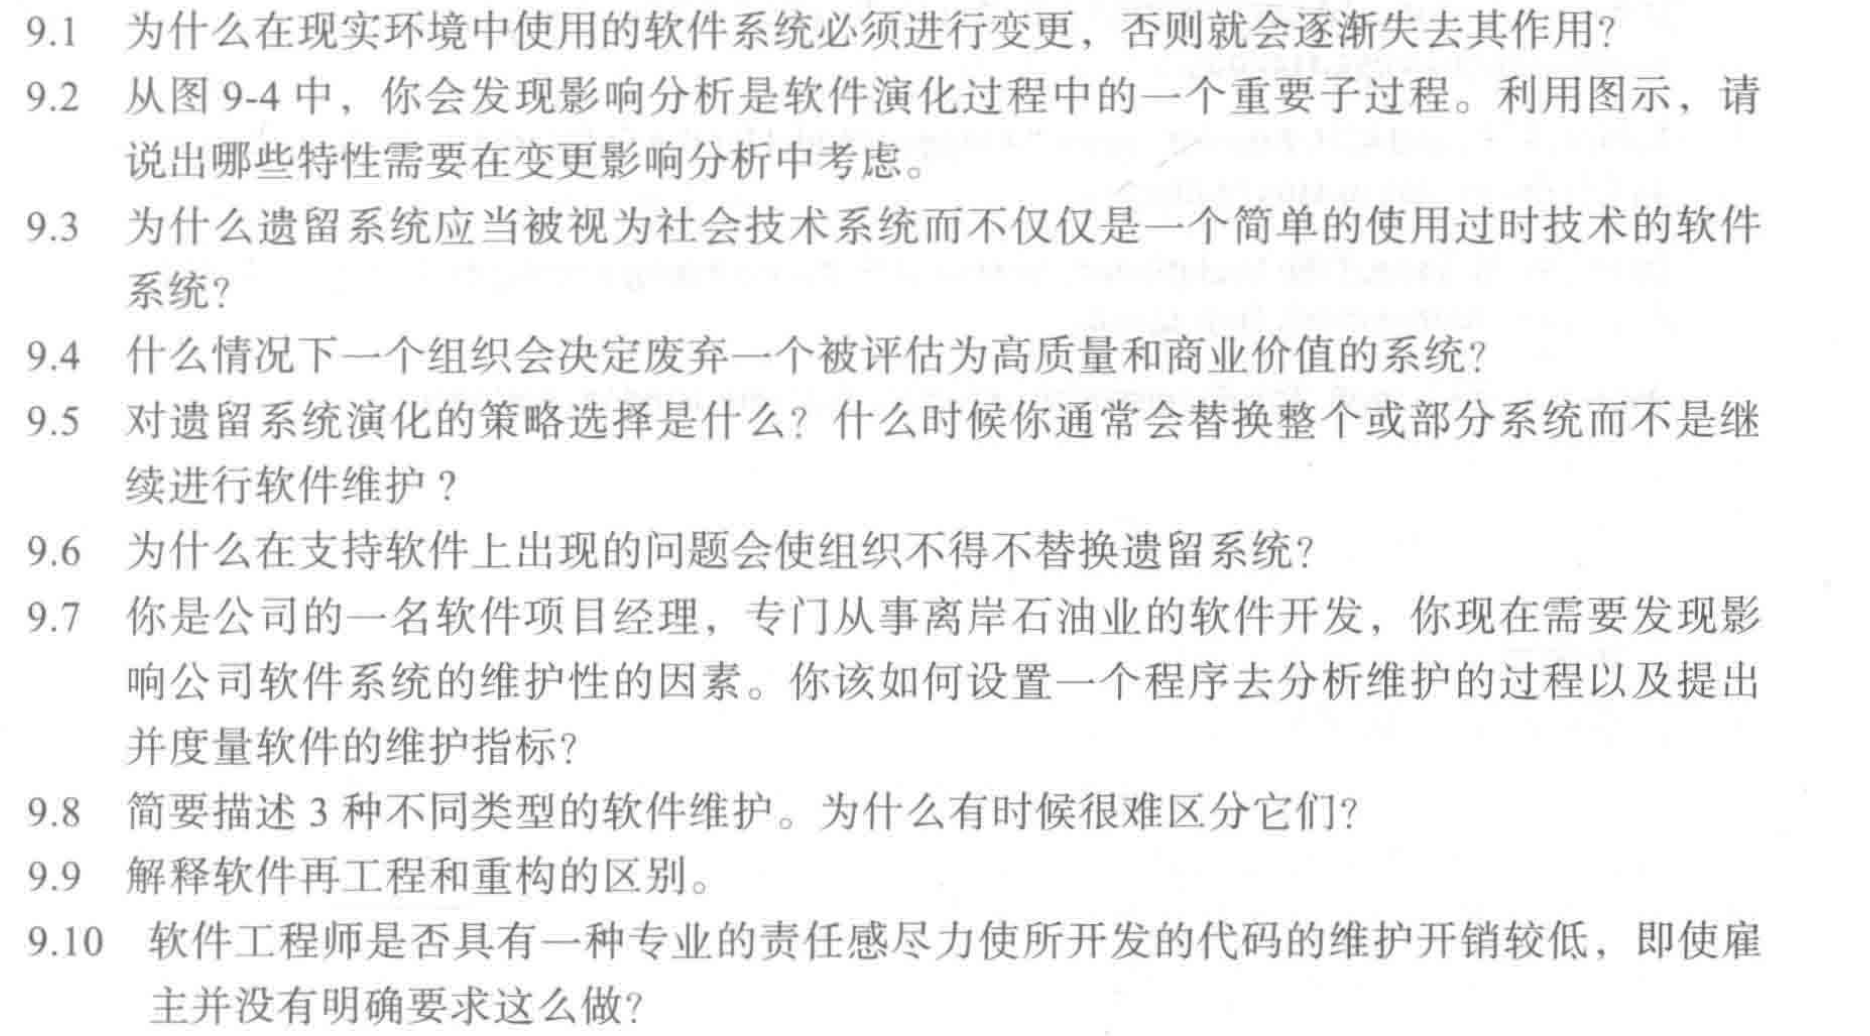 9.1 为什么在现实环境中使用的软件系统必须进行变更，否则就会逐渐失去其作用？
9.2 从图 9-4 中，你会发现影响分析是软件演化过程中的一个重要子过程。利用图示，请
说出哪些特性需要在变更影响分析中考虑。
9.3 为什么遗留系统应当被视为社会技术系统而不仅仅是一个简单的使用过时技术的软件
系统？
9.4 什么情况下一个组织会决定废弃一个被评估为高质量和商业价值的系统？
9.5 对遗留系统演化的策略选择是什么？什么时候你通常会替换整个或部分系统而不是继
续进行软件维护？
9.6 为什么在支持软件上出现的问题会使组织不得不替换遗留系统？
9.7 你是公司的一名软件项目经理，专门从事离岸石油业的软件开发，你现在需要发现影
响公司软件系统的维护性的因素。你该如何设置一个程序去分析维护的过程以及提出
并度量软件的维护指标？
9.8 简要描述 3 种不同类型的软件维护。为什么有时候很难区分它们？
9.9 解释软件再工程和重构的区别。
9.10 软件工程师是否具有一种专业的责任感尽力使所开发的代码的维护开销较低，即使雇
主并没有明确要求这么做？